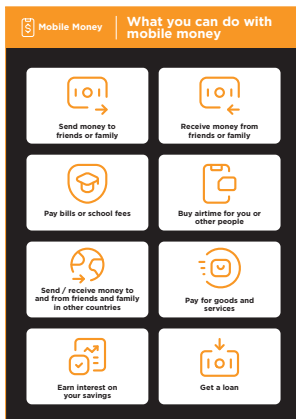 Mobile Money
What you can do with
mobile money
Send money to
friends or family
Receive money from
friends or family
Pay bills or school fees
Buy airtime for you or
other people
Send / receive money to
and from friends and family
in other countries
Pay for goods and
services
Earn interest on
your savings
Get a loan